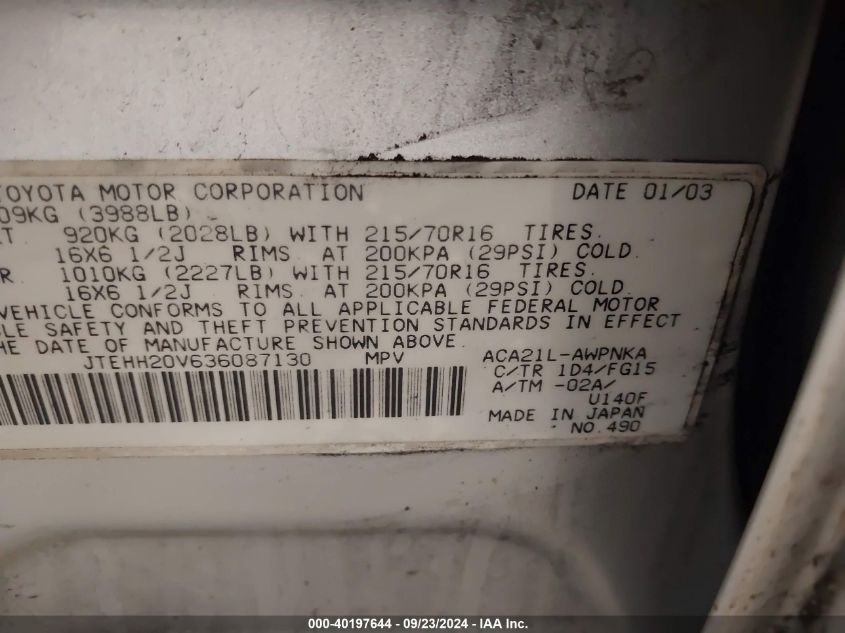 TOYOTA MOTOR CORPORATION DATE 01/03
09KG (3988LB)
T 920KG (2028LB) WITH 215/70R16 TIRES.
16X6 1/2J RIMS. AT 200KPA (29PSI) COLD.
R. 1010KG (2227LB) WITH 215/70R16 TIRES.
16X6 1/2J RIMS. AT 200KPA (29PSI) COLD.
VEHICLE CONFORMS TO ALL APPLICABLE FEDERAL MOTOR
LE SAFETY AND THEFT PREVENTION STANDARDS IN EFFECT
HE DATE OF MANUFACTURE SHOWN ABOVE.
JTEHH20V636087130 MPV ACA21L-AWPNKA
C/TR 1D4/FG15
A/TM -02A/
U140F
MADE IN JAPAN
NO.490
000-40197644 - 09/23/2024 - IAA Inc.